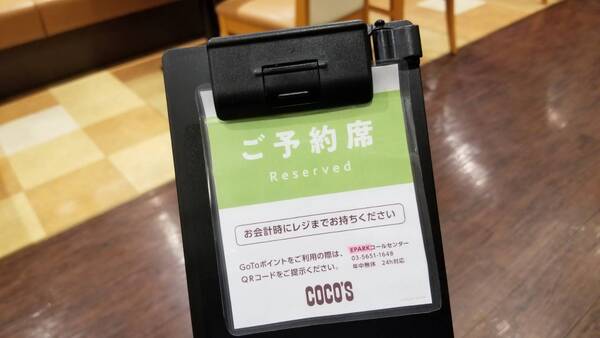 ご予約席
Reserved
お会計時にレジまでお持ちください
GoToポイントをご利用の際は、
QRコードをご提示ください。
EPARKコールセンター
03-5651-1648
年中無休 24h対応
COCO'S